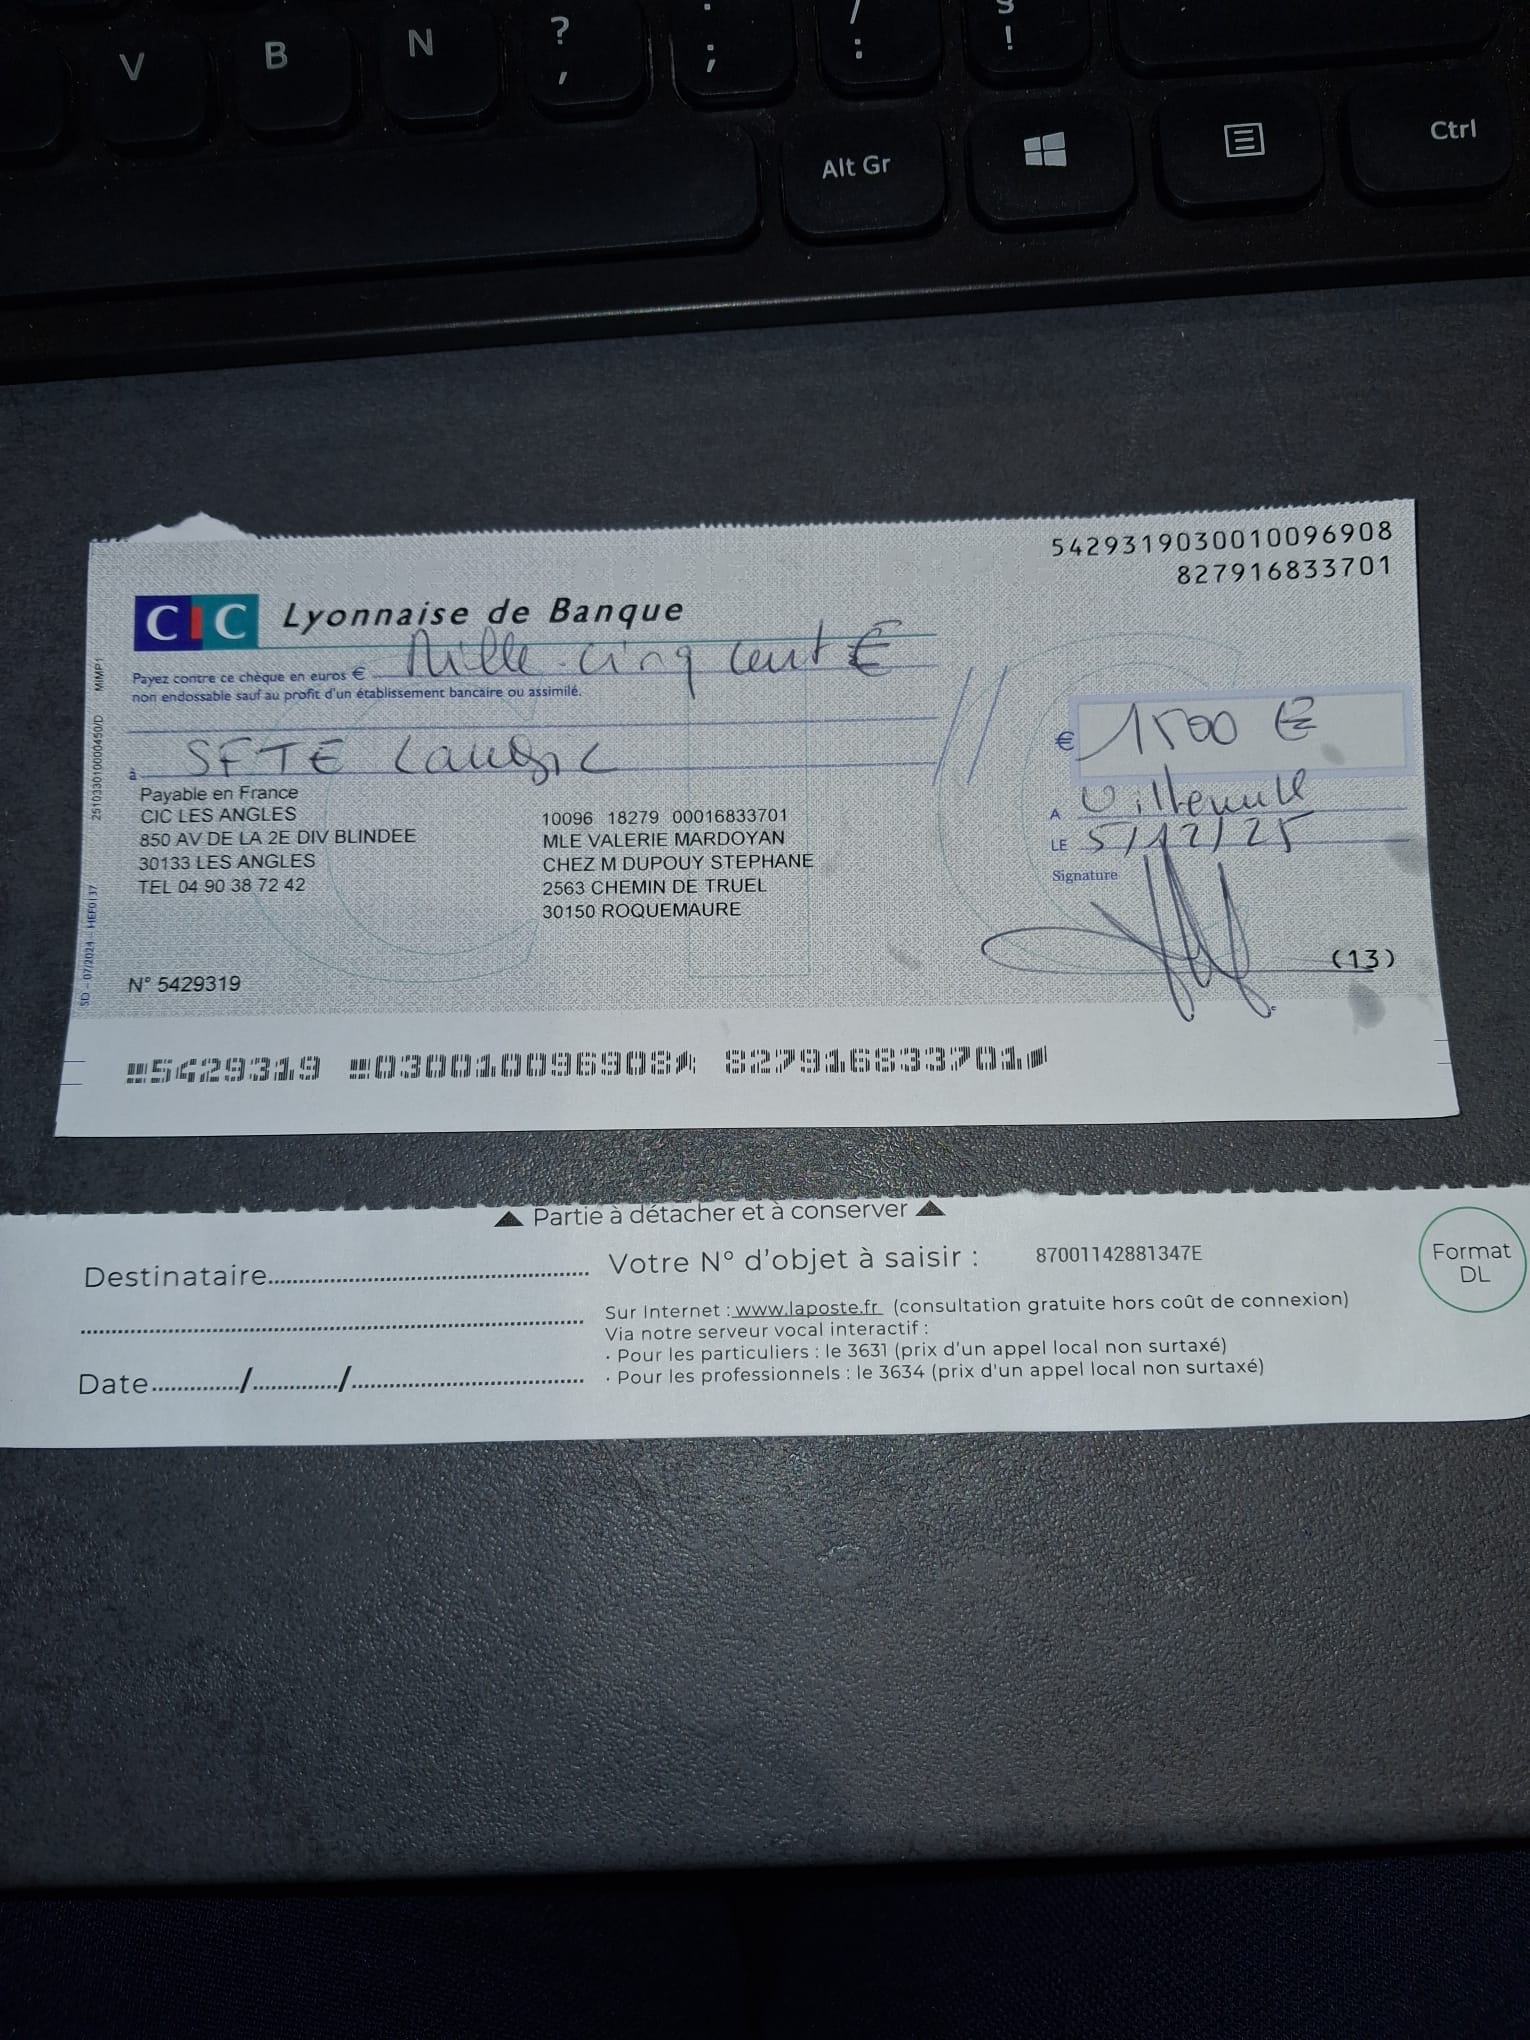 V B N ? , . ; / : § !
Alt Gr Ctrl
5429319030010096908
827916833701
CIC Lyonnaise de Banque
Mille cinq cent €
Payez contre ce chèque en euros €
non endossable sauf au profit d'un établissement bancaire ou assimilé.
€ 1500 €
à SFTE
Payable en France
CIC LES ANGLES
850 AV DE LA 2E DIV BLINDEE
30133 LES ANGLES
TEL 04 90 38 72 42
10096 18279 00016833701
MLE VALERIE MARDOYAN
CHEZ M DUPOUY STEPHANE
2563 CHEMIN DE TRUEL
30150 ROQUEMAURE
A
LE 5/12/25
Signature
(13)
N° 5429319
251033010000450/D MIMP1
SD – 07/2024 – HEF0137
5429319 030010096908 827916833701
Partie à détacher et à conserver
Destinataire
Date / /
Votre N° d'objet à saisir : 87001142881347E
Sur Internet : www.laposte.fr (consultation gratuite hors coût de connexion)
Via notre serveur vocal interactif :
· Pour les particuliers : le 3631 (prix d'un appel local non surtaxé)
· Pour les professionnels : le 3634 (prix d'un appel local non surtaxé)
Format
DL